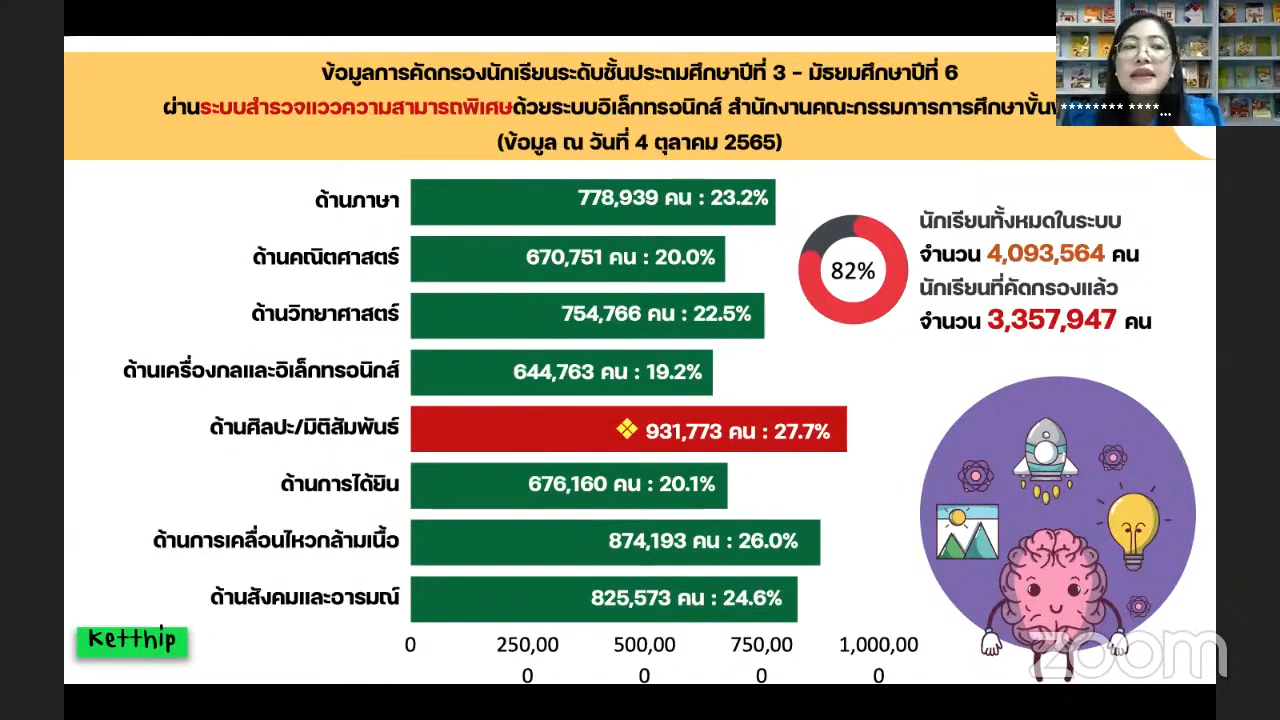 ข้อมูลการคัดกรองนักเรียนระดับชั้นประถมศึกษาปีที่ 3 - มัธยมศึกษาปีที่ 6
ผ่านระบบสำรวจแววความสามารถพิเศษด้วยระบบอิเล็กทรอนิกส์ สำนักงานคณะกรรมการการศึกษาขั้น
(ข้อมูล ณ วันที่ 4 ตุลาคม 2565)
******** ****...
ด้านภาษา 778,939 คน : 23.2%
ด้านคณิตศาสตร์ 670,751 คน : 20.0%
ด้านวิทยาศาสตร์ 754,766 คน : 22.5%
ด้านเครื่องกลและอิเล็กทรอนิกส์ 644,763 คน : 19.2%
ด้านศิลปะ/มิติสัมพันธ์ 931,773 คน : 27.7%
ด้านการได้ยิน 676,160 คน : 20.1%
ด้านการเคลื่อนไหวกล้ามเนื้อ 874,193 คน : 26.0%
ด้านสังคมและอารมณ์ 825,573 คน : 24.6%
0 250,00 500,00 750,00 1,000,00
0 0 0 0
82%
นักเรียนทั้งหมดในระบบ
จำนวน 4,093,564 คน
นักเรียนที่คัดกรองแล้ว
จำนวน 3,357,947 คน
Ketthip
zoom